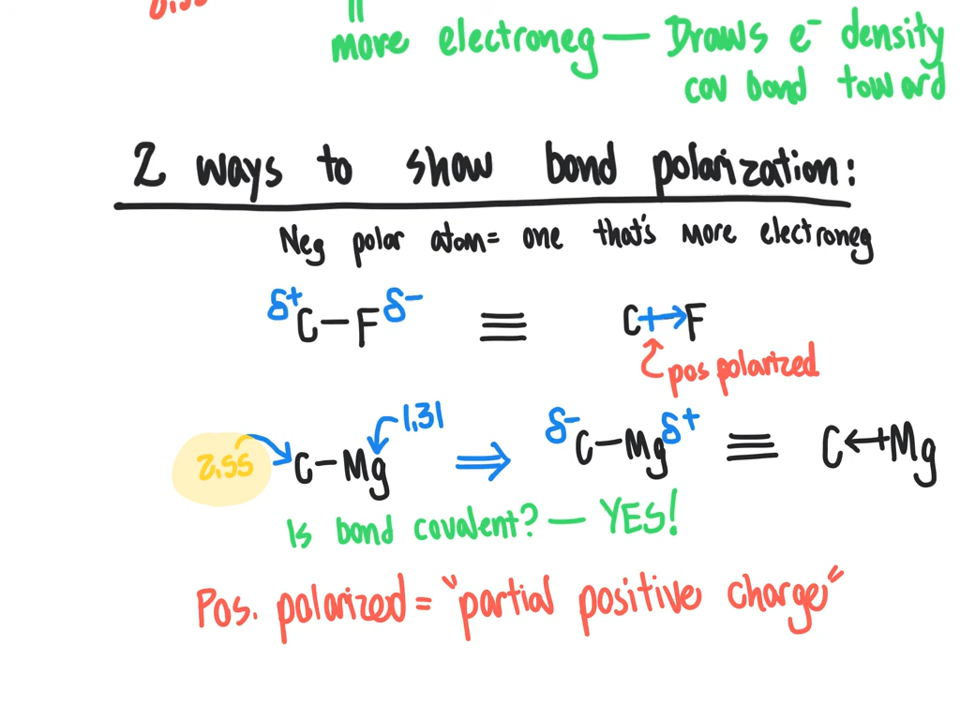 more electroneg — Draws e⁻ density
cov bond toward
2 ways to show bond polarization:
Neg polar atom = one that's more electroneg
δ⁺C–Fδ⁻ ≡ C+→F
pos polarized
2.55 C–Mg 1.31 ⇒ δ⁻C–Mgδ⁺ ≡ C←+Mg
Is bond covalent? — YES!
Pos. polarized = "partial positive charge"